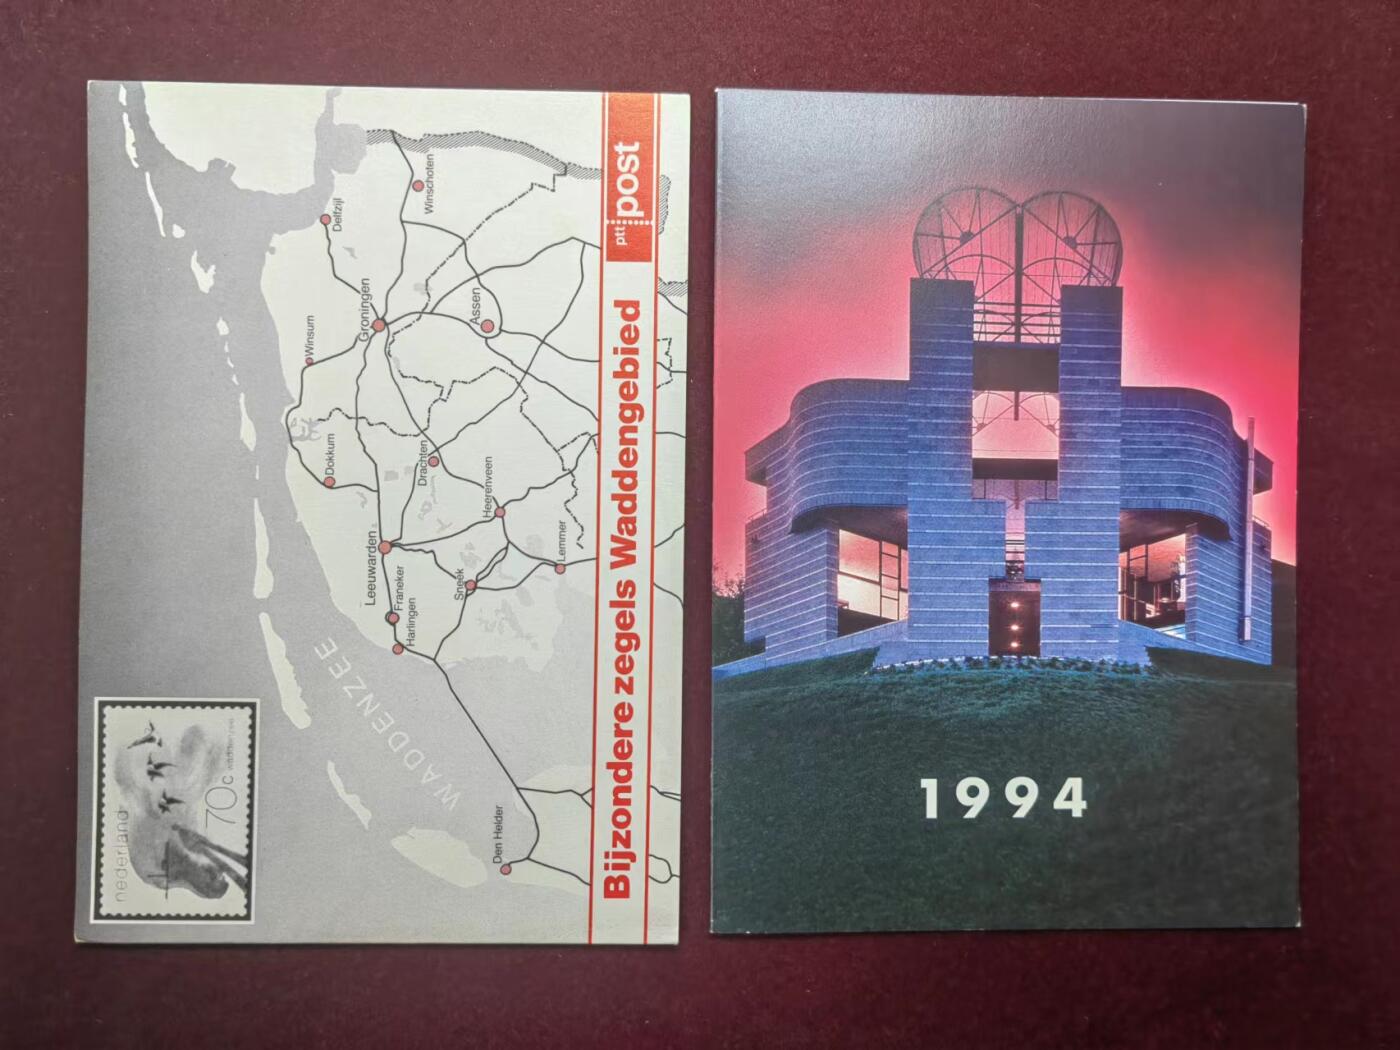 Bijzondere zegels Waddengebied
ptt post
nederland
70c
waddenzee
WADDENZEE
Den Helder
Harlingen
Franeker
Leeuwarden
Sneek
Lemmer
Heerenveen
Drachten
Dokkum
Winsum
Groningen
Assen
Delfzijl
Winschoten
1994